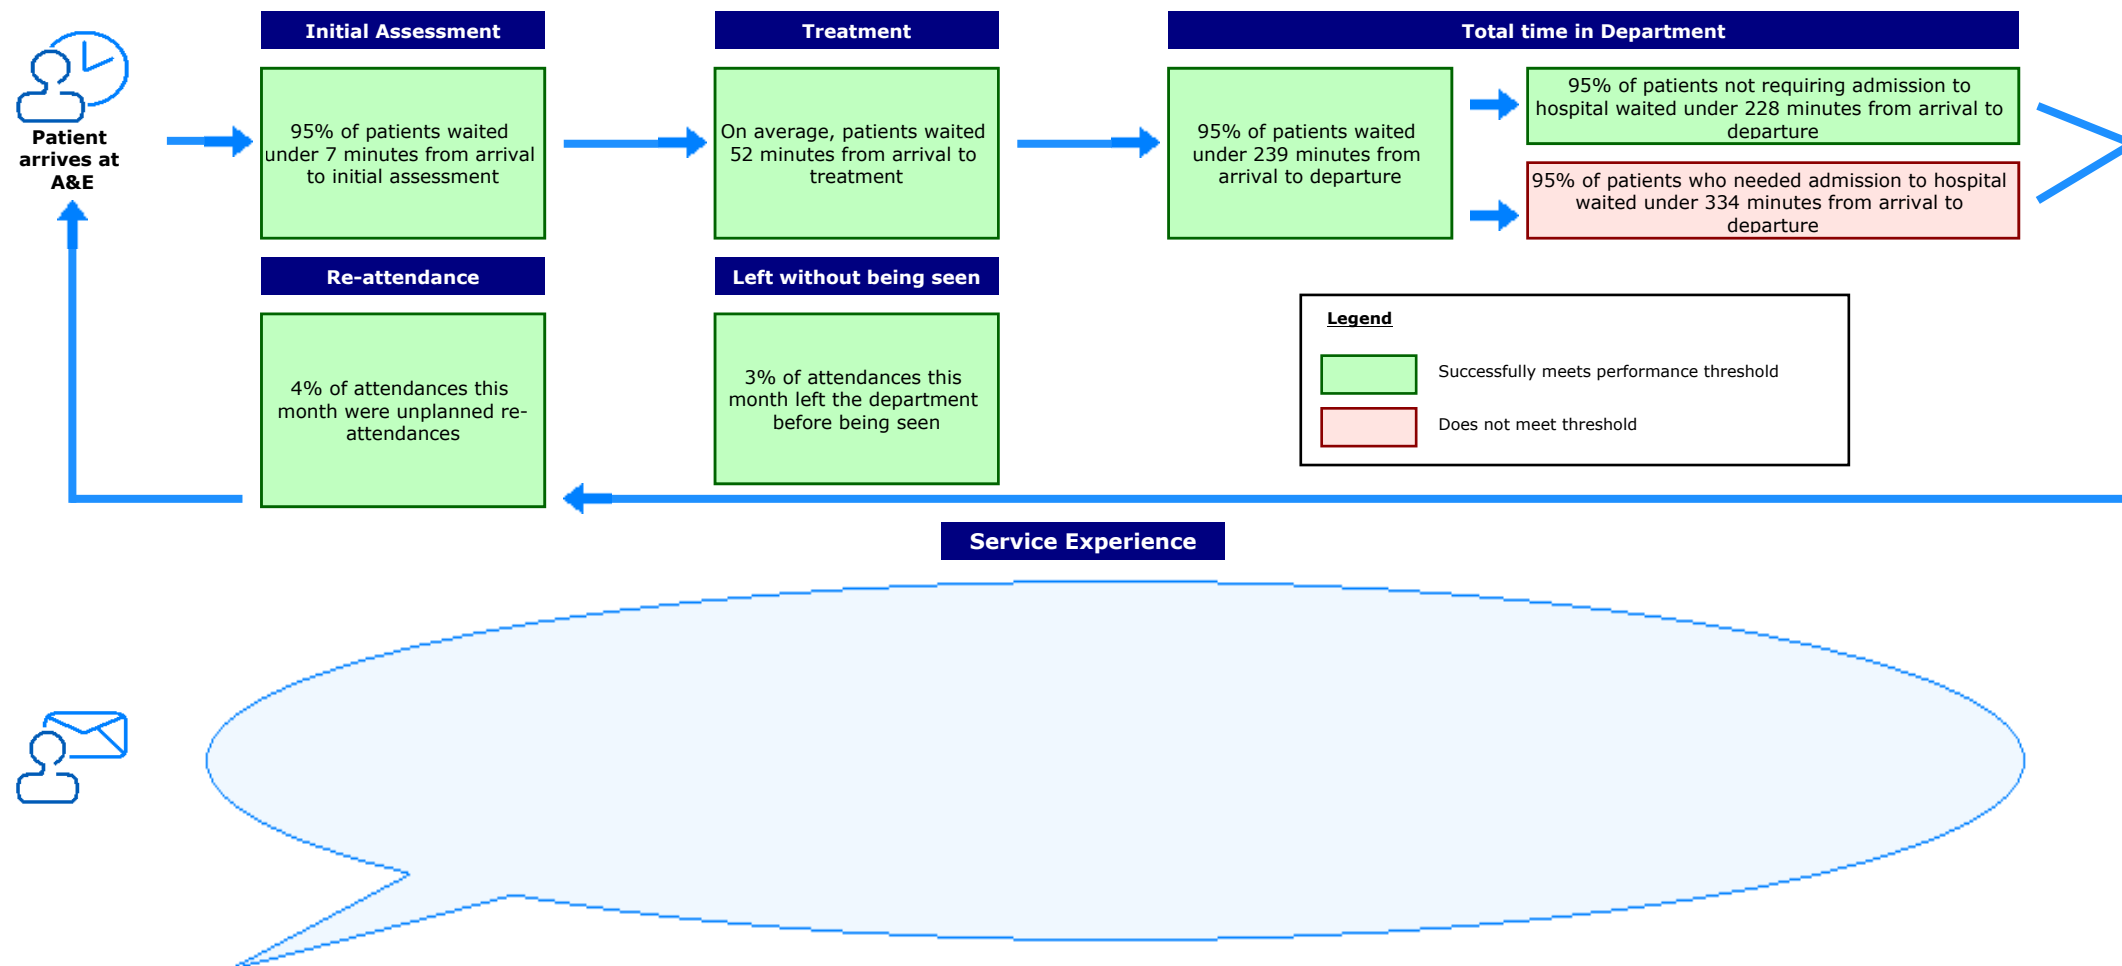 Initial Assessment
Treatment
Total time in Department
Patient
arrives at
A&E
95% of patients waited
under 7 minutes from arrival
to initial assessment
On average, patients waited
52 minutes from arrival to
treatment
95% of patients waited
under 239 minutes from
arrival to departure
95% of patients not requiring admission to
hospital waited under 228 minutes from arrival to
departure
95% of patients who needed admission to hospital
waited under 334 minutes from arrival to
departure
Re-attendance
Left without being seen
4% of attendances this
month were unplanned re-
attendances
3% of attendances this
month left the department
before being seen
Legend
Successfully meets performance threshold
Does not meet threshold
Service Experience